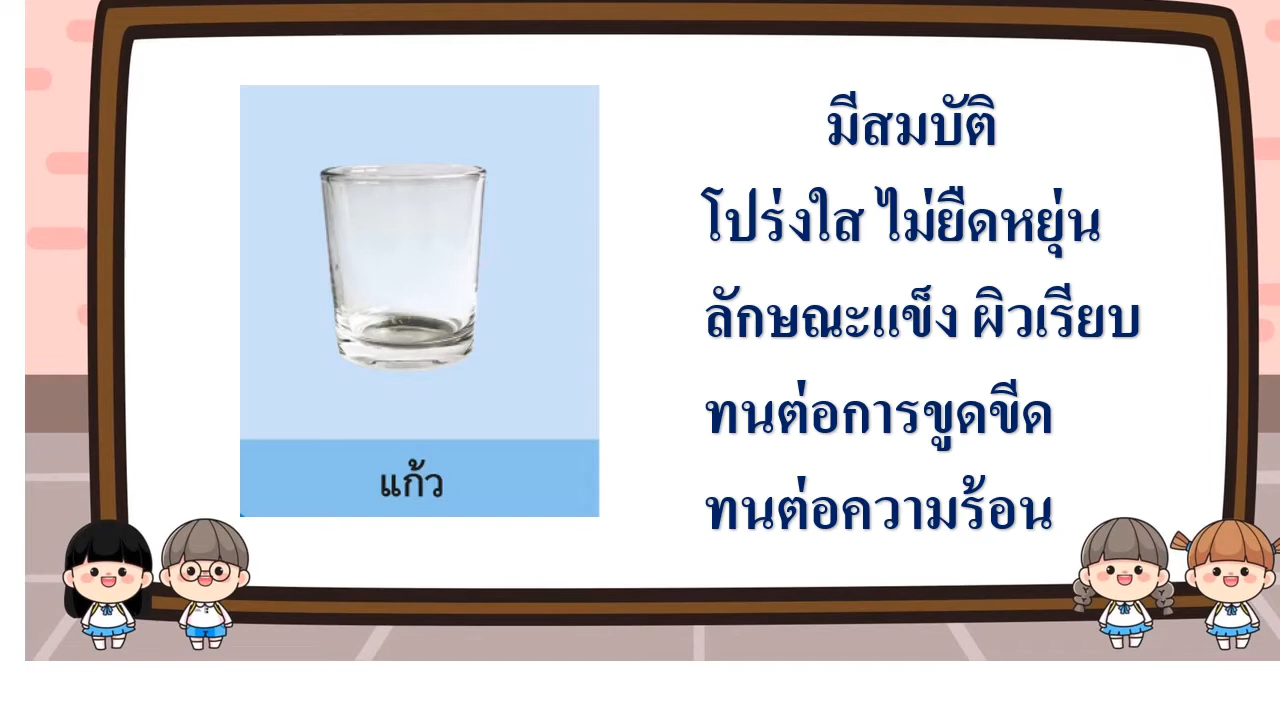 มีสมบัติ
โปร่งใส ไม่ยืดหยุ่น
ลักษณะแข็ง ผิวเรียบ
ทนต่อการขูดขีด
ทนต่อความร้อน
แก้ว